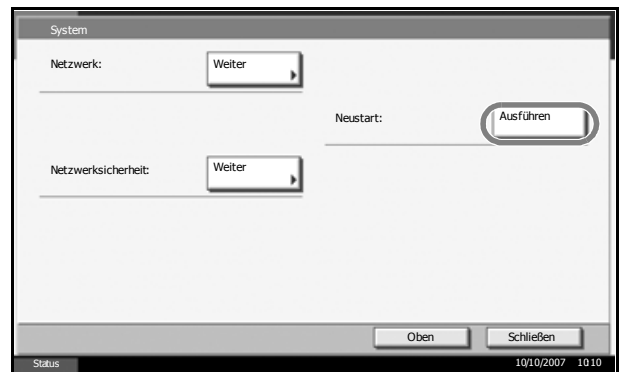 System
Netzwerk:
Weiter
Neustart:
Ausführen
Netzwerksicherheit:
Weiter
Oben
Schließen
Status
10/10/2007 10:10